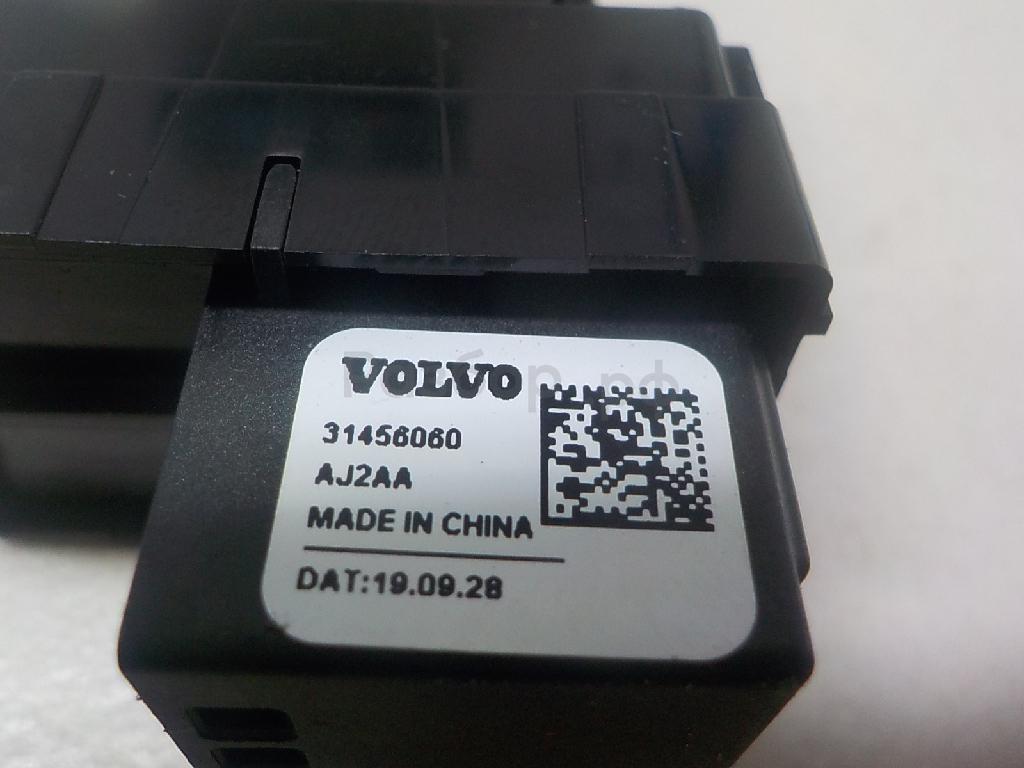 VOLVO
31456060
AJ2AA
MADE IN CHINA
DAT:19.09.28